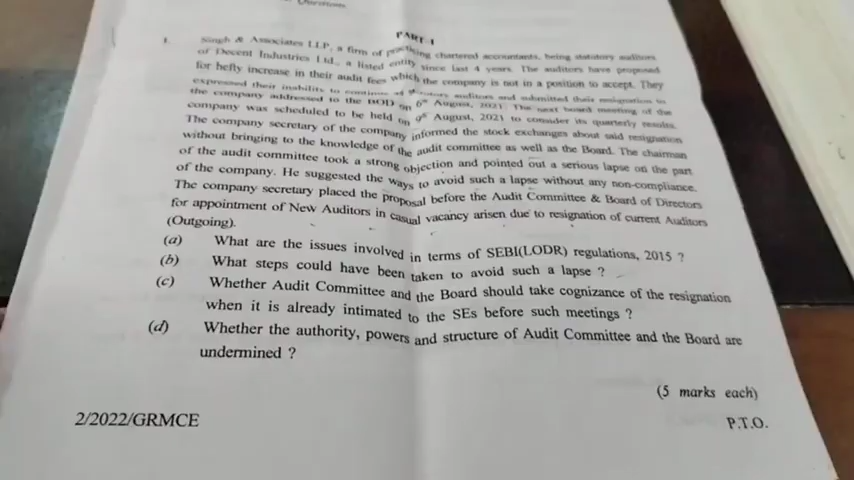 Questions
PART-I
1. Singh & Associates LLP, a firm of practising chartered accountants, being statutory auditors
of Decent Industries Ltd., a listed entity since last 4 years. The auditors have proposed
for hefty increase in their audit fees which the company is not in a position to accept. They
expressed their inability to continue as statutory auditors and submitted their resignation to
the company addressed to the BOD on 6th August, 2021. The next board meeting of the
company was scheduled to be held on 9th August, 2021 to consider its quarterly results.
The company secretary of the company informed the stock exchanges about said resignation
without bringing to the knowledge of the audit committee as well as the Board. The chairman
of the audit committee took a strong objection and pointed out a serious lapse on the part
of the company. He suggested the ways to avoid such a lapse without any non-compliance.
The company secretary placed the proposal before the Audit Committee & Board of Directors
for appointment of New Auditors in casual vacancy arisen due to resignation of current Auditors
(Outgoing).
(a) What are the issues involved in terms of SEBI(LODR) regulations, 2015 ?
(b) What steps could have been taken to avoid such a lapse ?
(c) Whether Audit Committee and the Board should take cognizance of the resignation
when it is already intimated to the SEs before such meetings ?
(d) Whether the authority, powers and structure of Audit Committee and the Board are
undermined ?
(5 marks each)
2/2022/GRMCE
P.T.O.